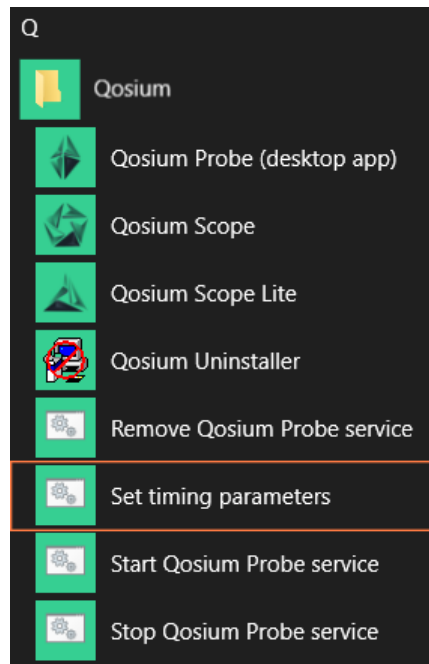 Q
Qosium
Qosium Probe (desktop app)
Qosium Scope
Qosium Scope Lite
Qosium Uninstaller
Remove Qosium Probe service
Set timing parameters
Start Qosium Probe service
Stop Qosium Probe service